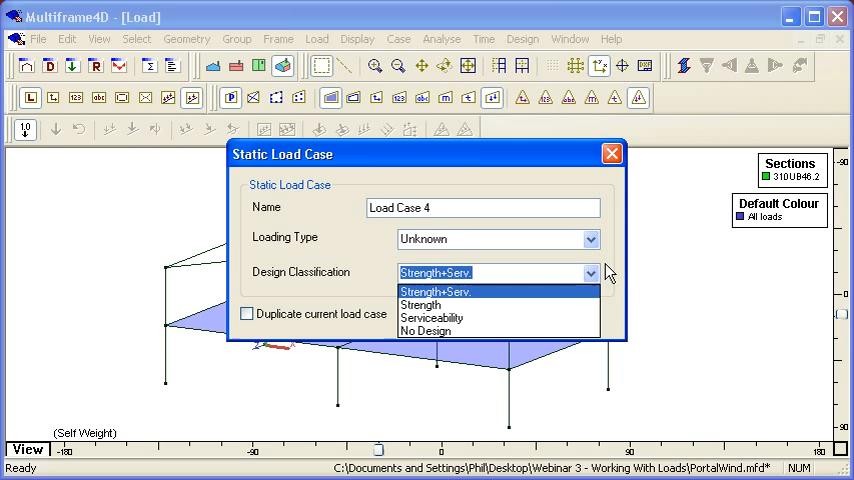 Multiframe4D - [Load]
File Edit View Select Geometry Group Frame Load Display Case Analyse Time Design Window Help
Static Load Case
Static Load Case
Name Load Case 4
Loading Type Unknown
Design Classification Strength+Serv.
Strength+Serv.
Strength
Serviceability
No Design
Duplicate current load case
Sections
310UB46.2
Default Colour
All loads
-90
-0
-90
(Self Weight)
View -180 -90 0 90 180
Ready C:\Documents and Settings\Phil\Desktop\Webinar 3 - Working With Loads\PortalWind.mfd* NUM